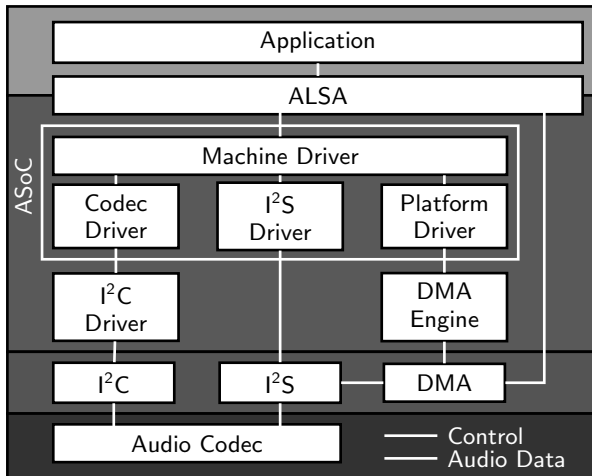 Application
ALSA
ASoC
Machine Driver
Codec
Driver
I²S
Driver
Platform
Driver
I²C
Driver
DMA
Engine
I²C
I²S
DMA
Audio Codec
Control
Audio Data